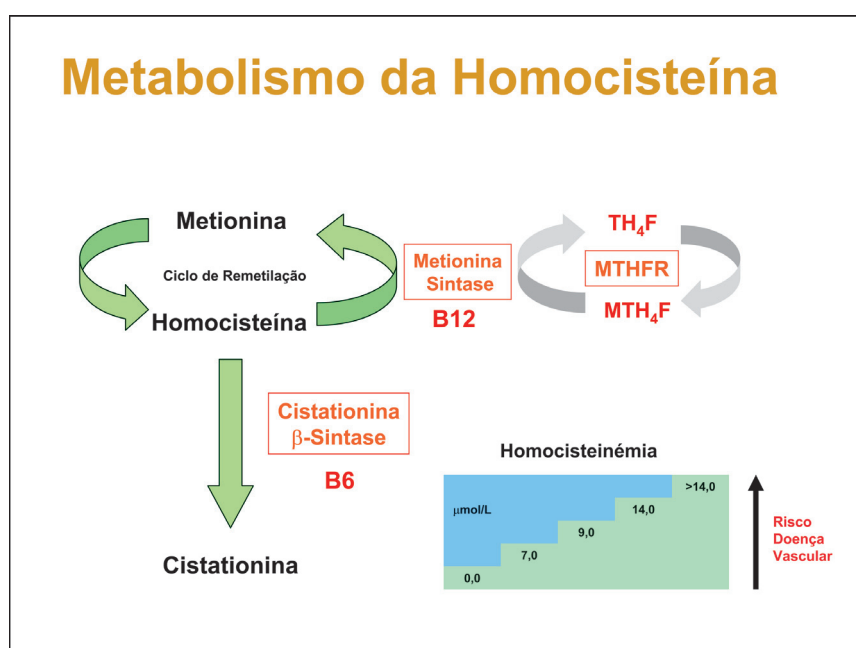 Metabolismo da Homocisteína
Metionina
Ciclo de Remetilação
Homocisteína
Metionina
Sintase
B12
TH₄F
MTHFR
MTH₄F
Cistationina
β-Sintase
B6
Cistationina
Homocisteinémia
μmol/L
0,0
7,0
9,0
14,0
>14,0
Risco
Doença
Vascular